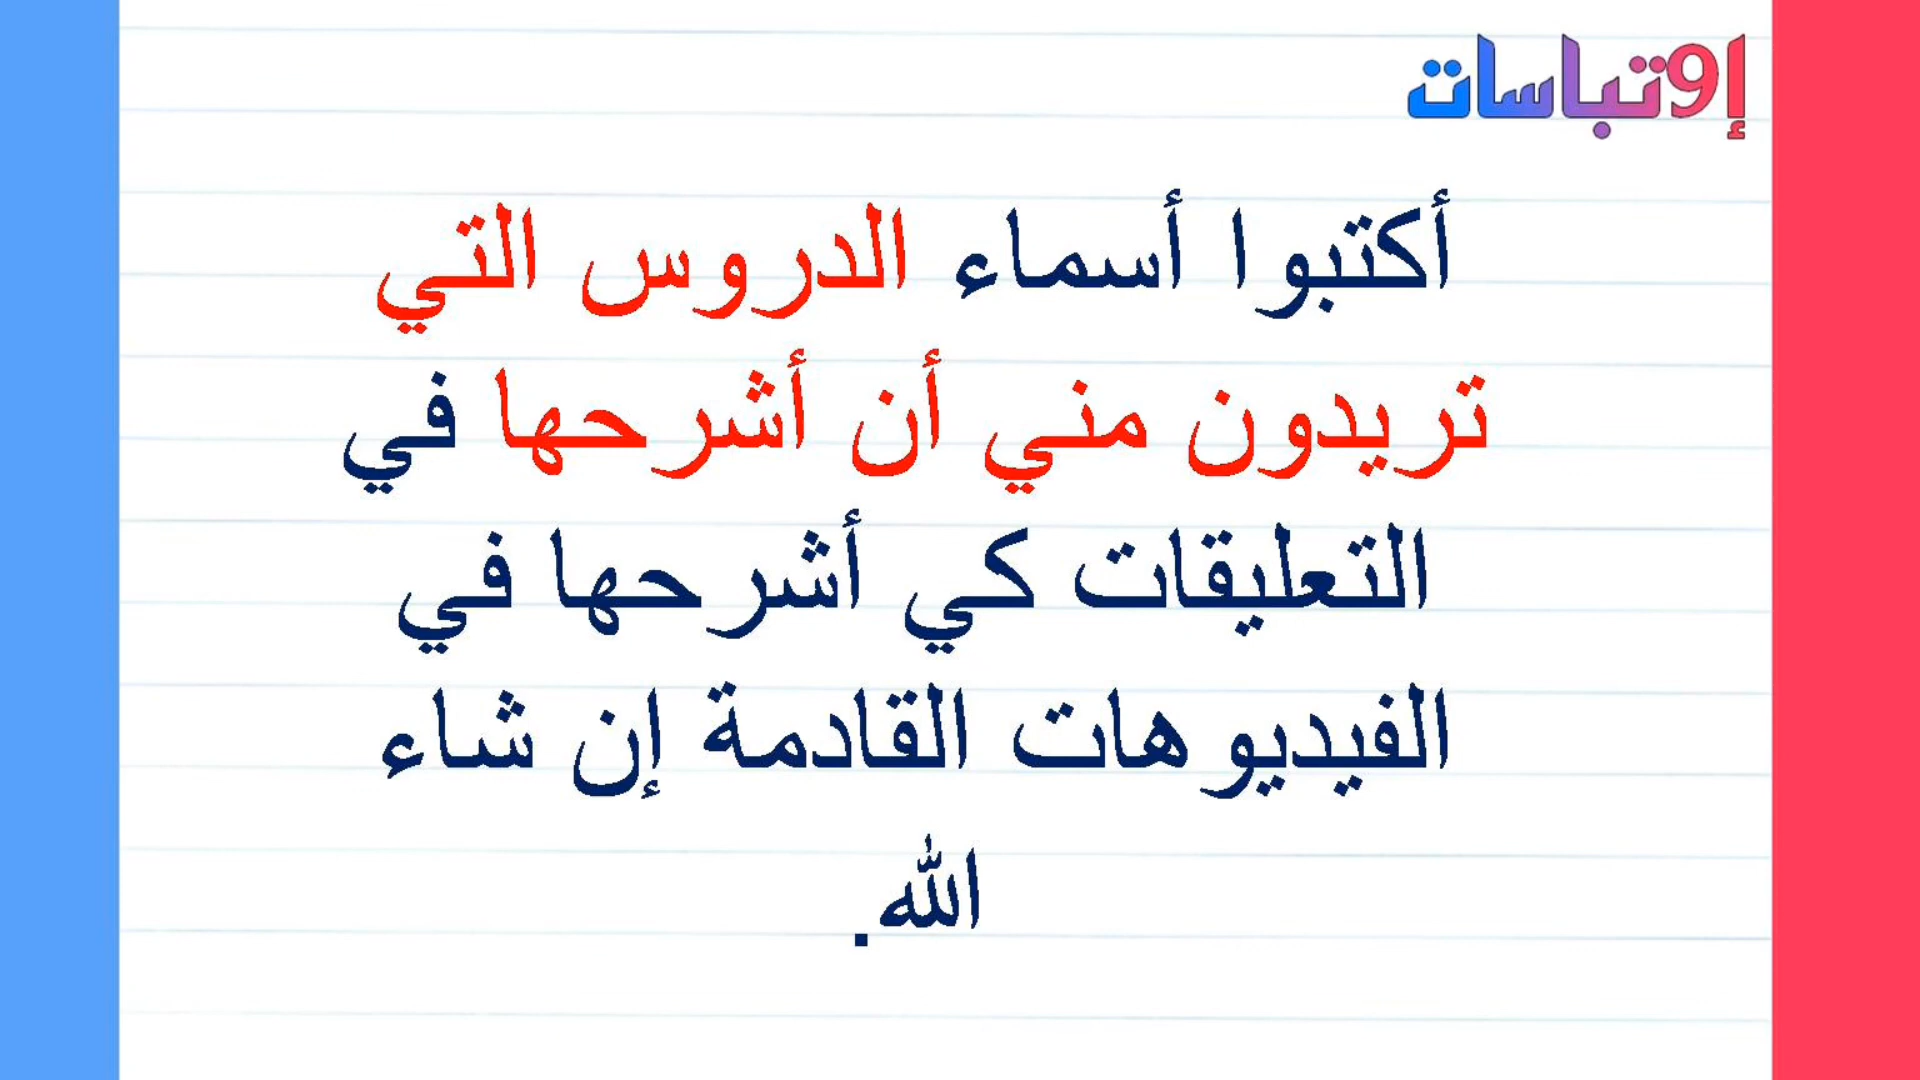 إقتباسات
أكتبوا أسماء الدروس التي
تريدون مني أن أشرحها في
التعليقات كي أشرحها في
الفيديوهات القادمة إن شاء
الله.